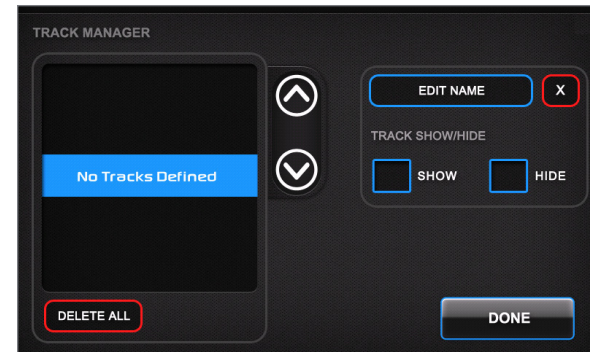 TRACK MANAGER
No Tracks Defined
DELETE ALL
EDIT NAME X
TRACK SHOW/HIDE
SHOW HIDE
DONE